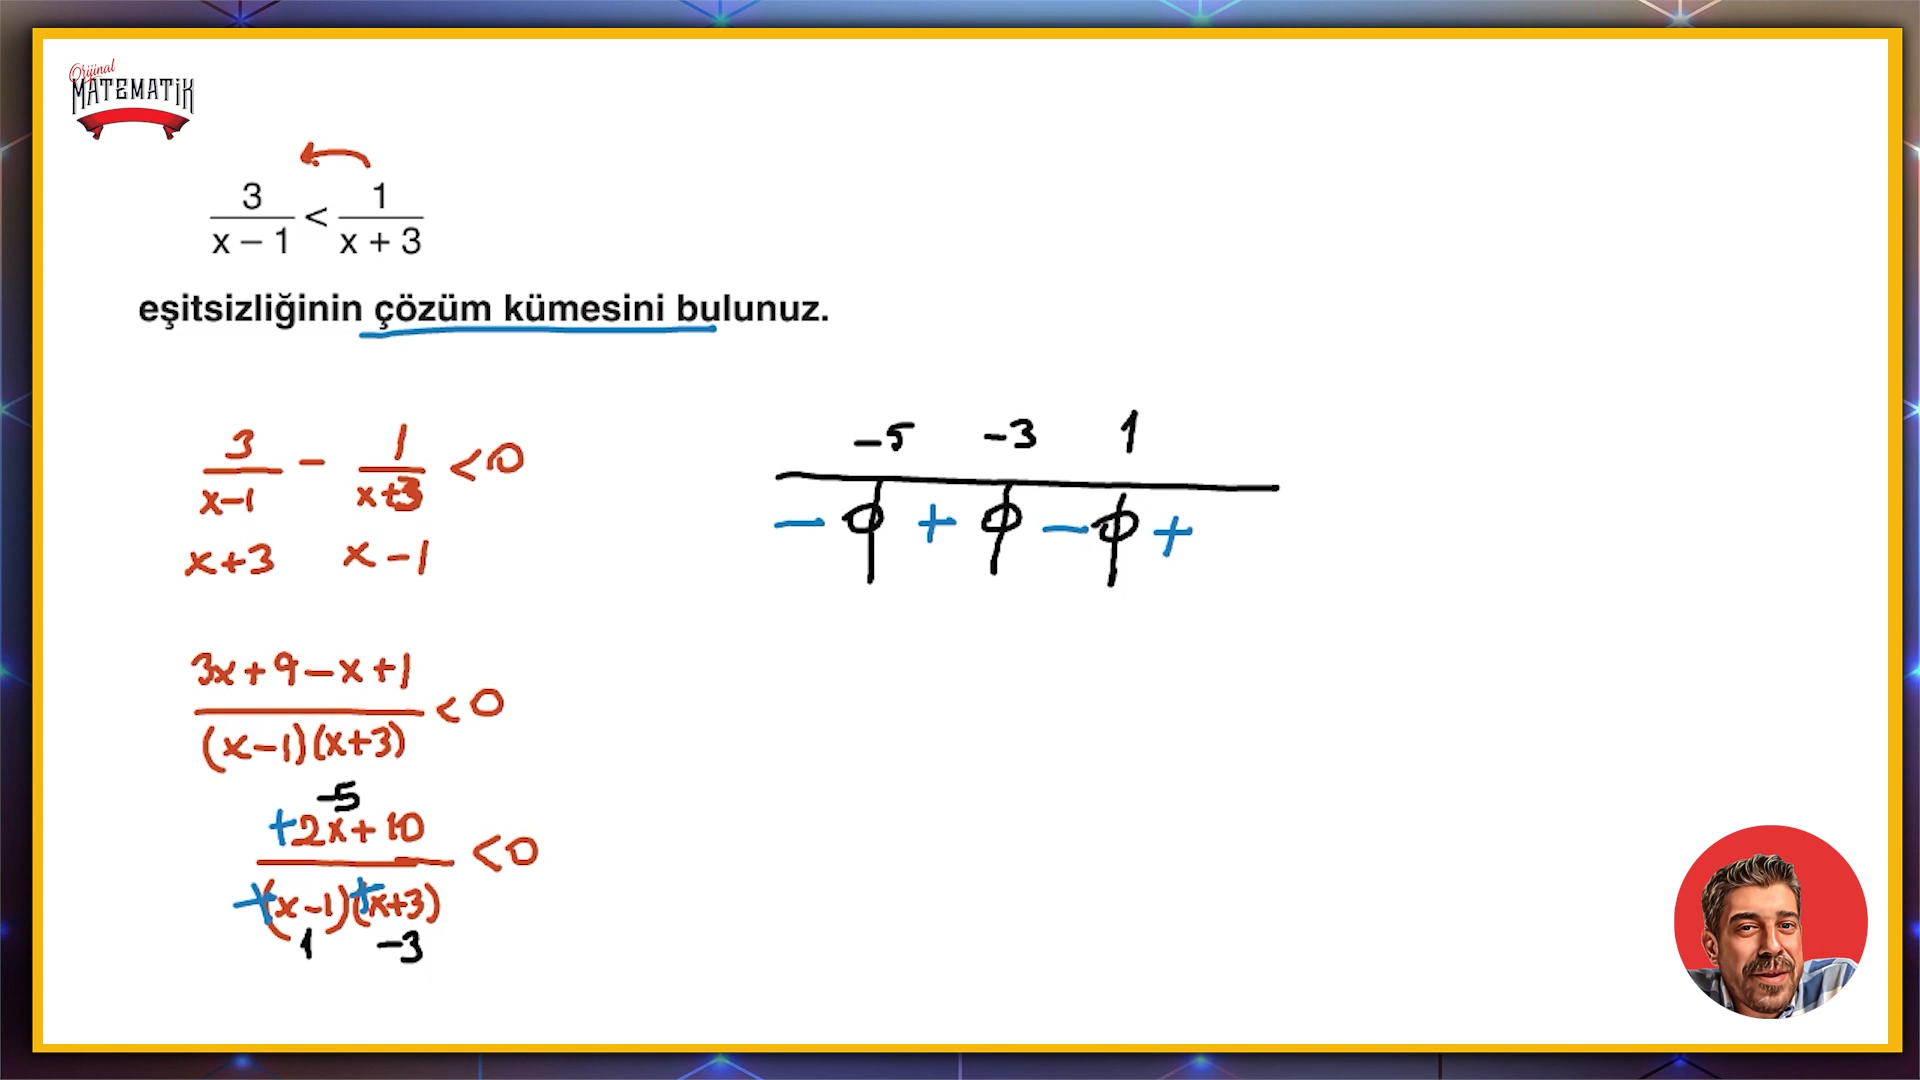 Orijinal
MATEMATİK
3/(x – 1) < 1/(x + 3)
eşitsizliğinin çözüm kümesini bulunuz.
3/(x-1) - 1/(x+3) <0
x+3 x-1
(3x+9-x+1)/((x-1)(x+3)) <0
-5
(+2x+10)/(+(x-1)(+x+3)) <0
1 -3
-5 -3 1
- + - +